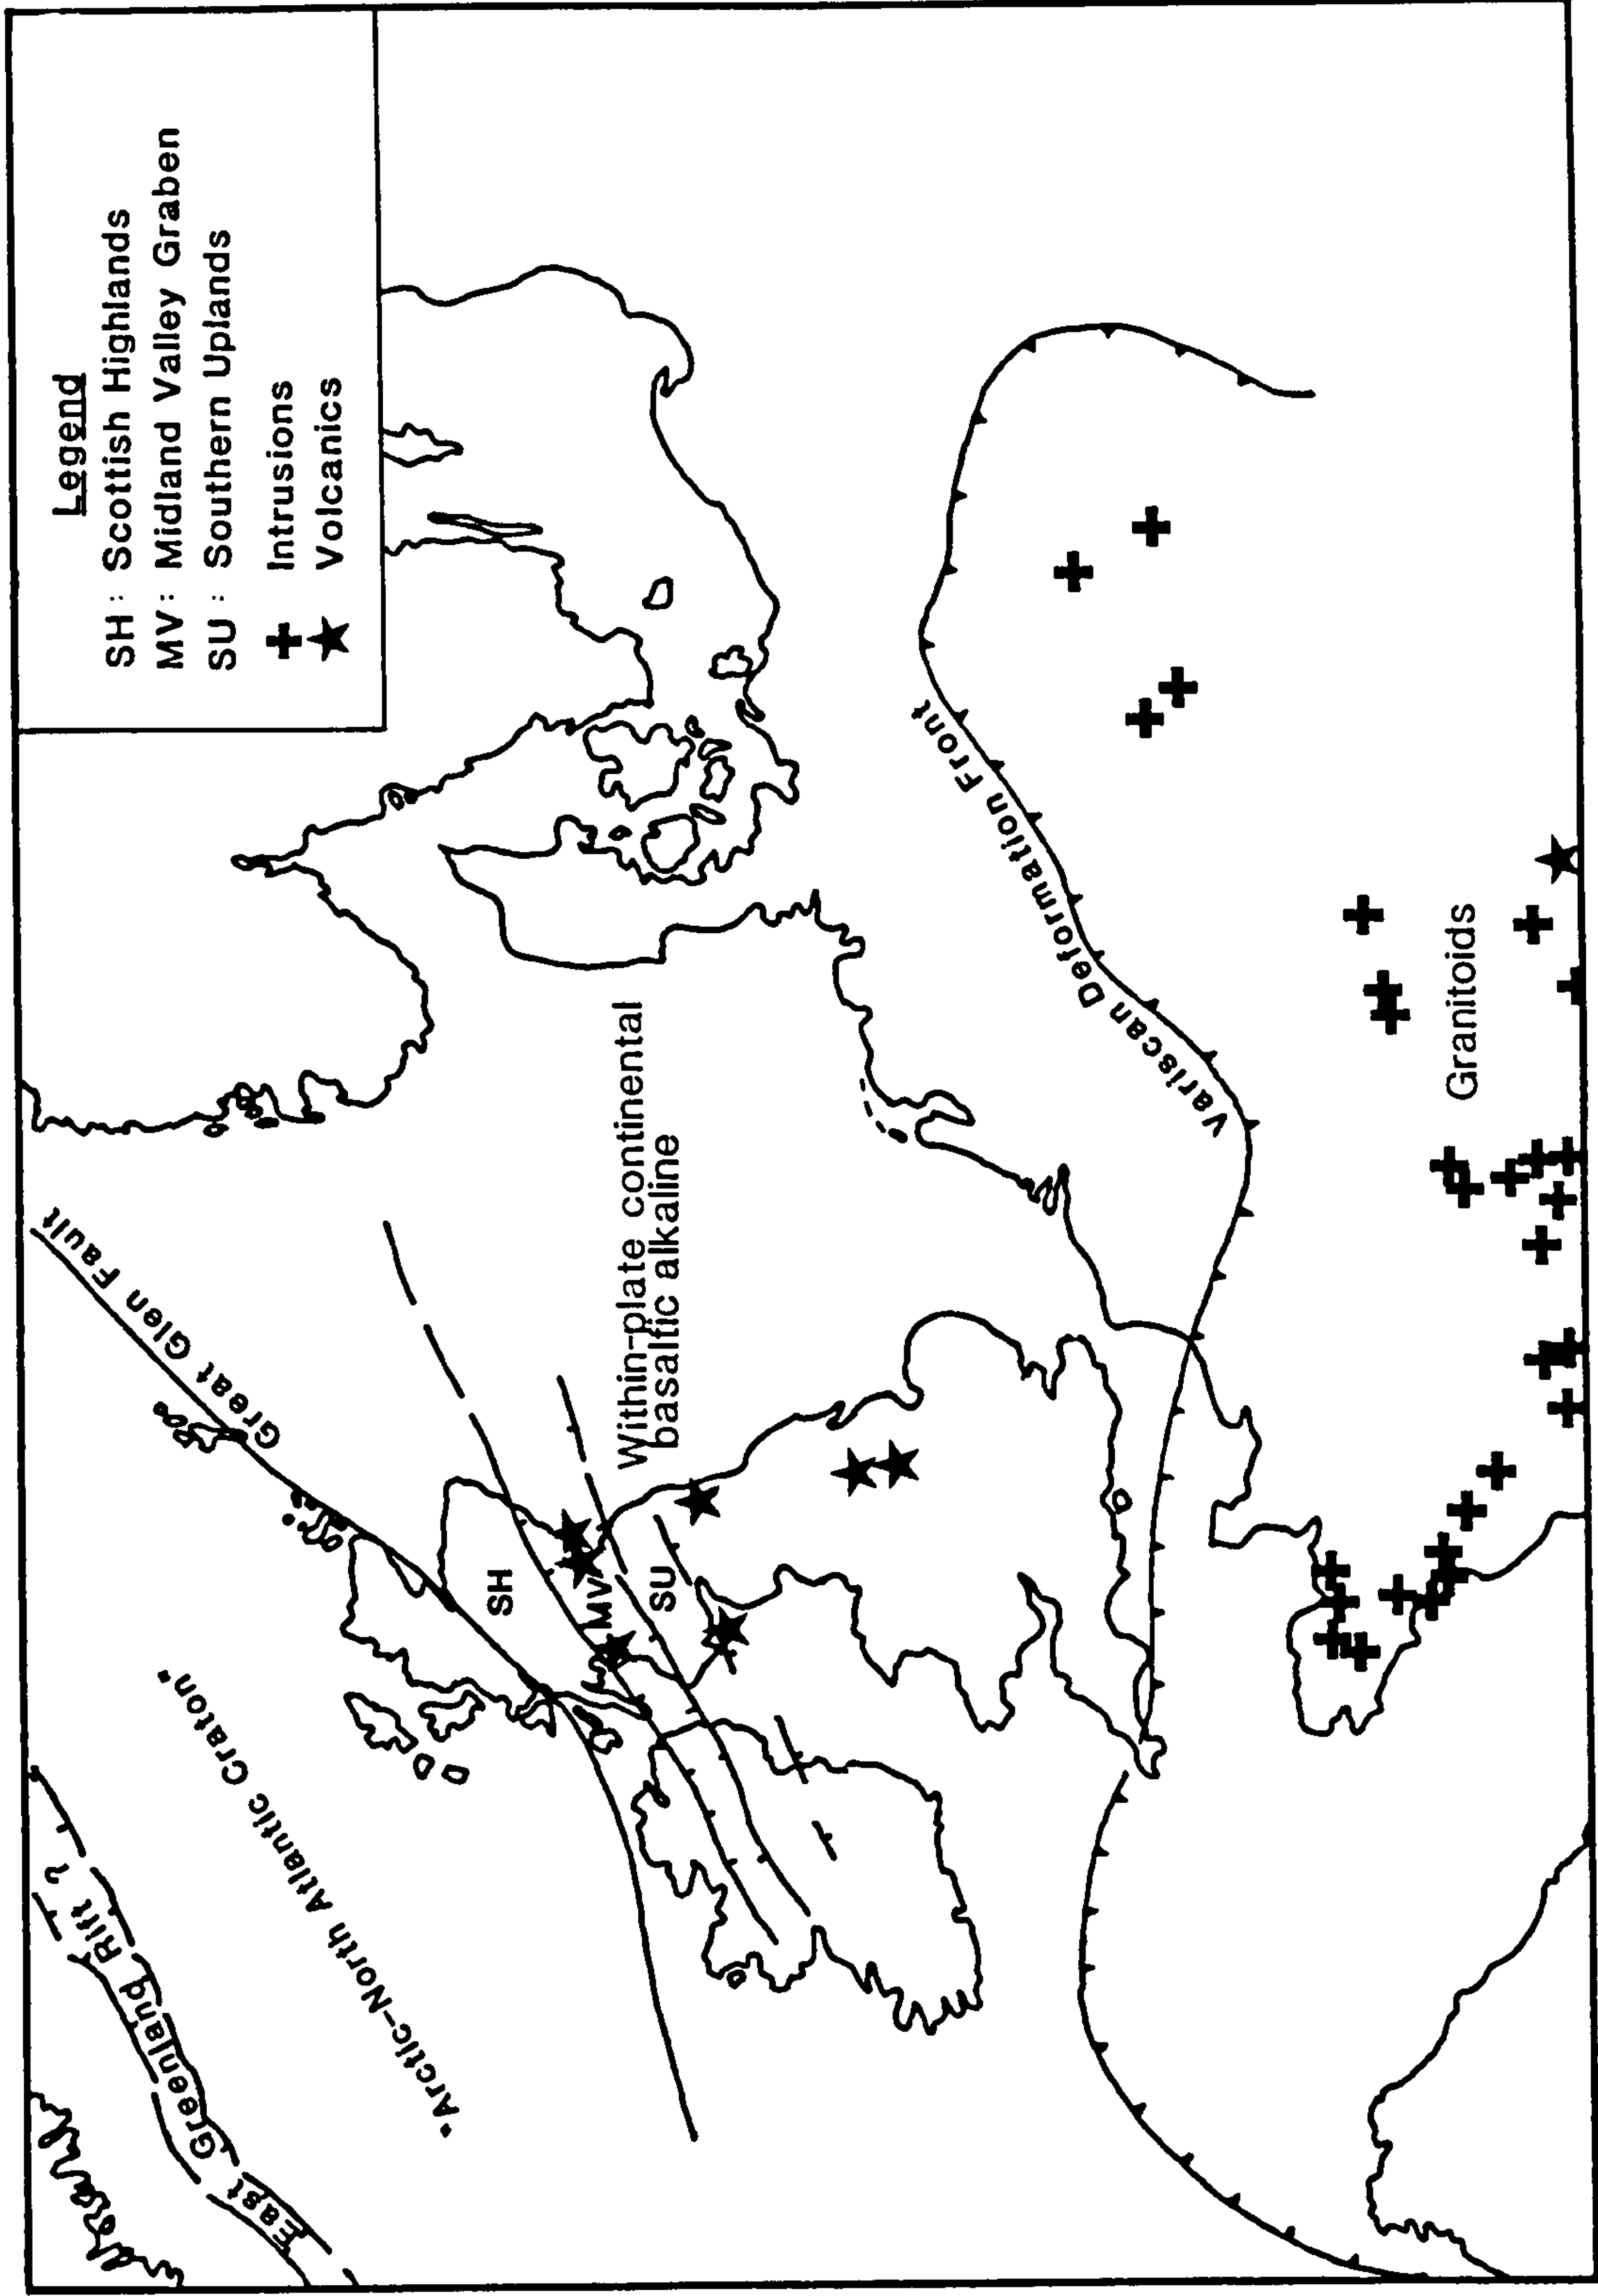 Legend
SH : Scottish Highlands
MV : Midland Valley Graben
SU : Southern Uplands
Intrusions
Volcanics
East Greenland Rift ?
"Arctic-North Atlantic Craton"
Great Glen Fault
SH
MV
SU
Within-plate continental
basaltic alkaline
Variscan Deformation Front
Granitoids